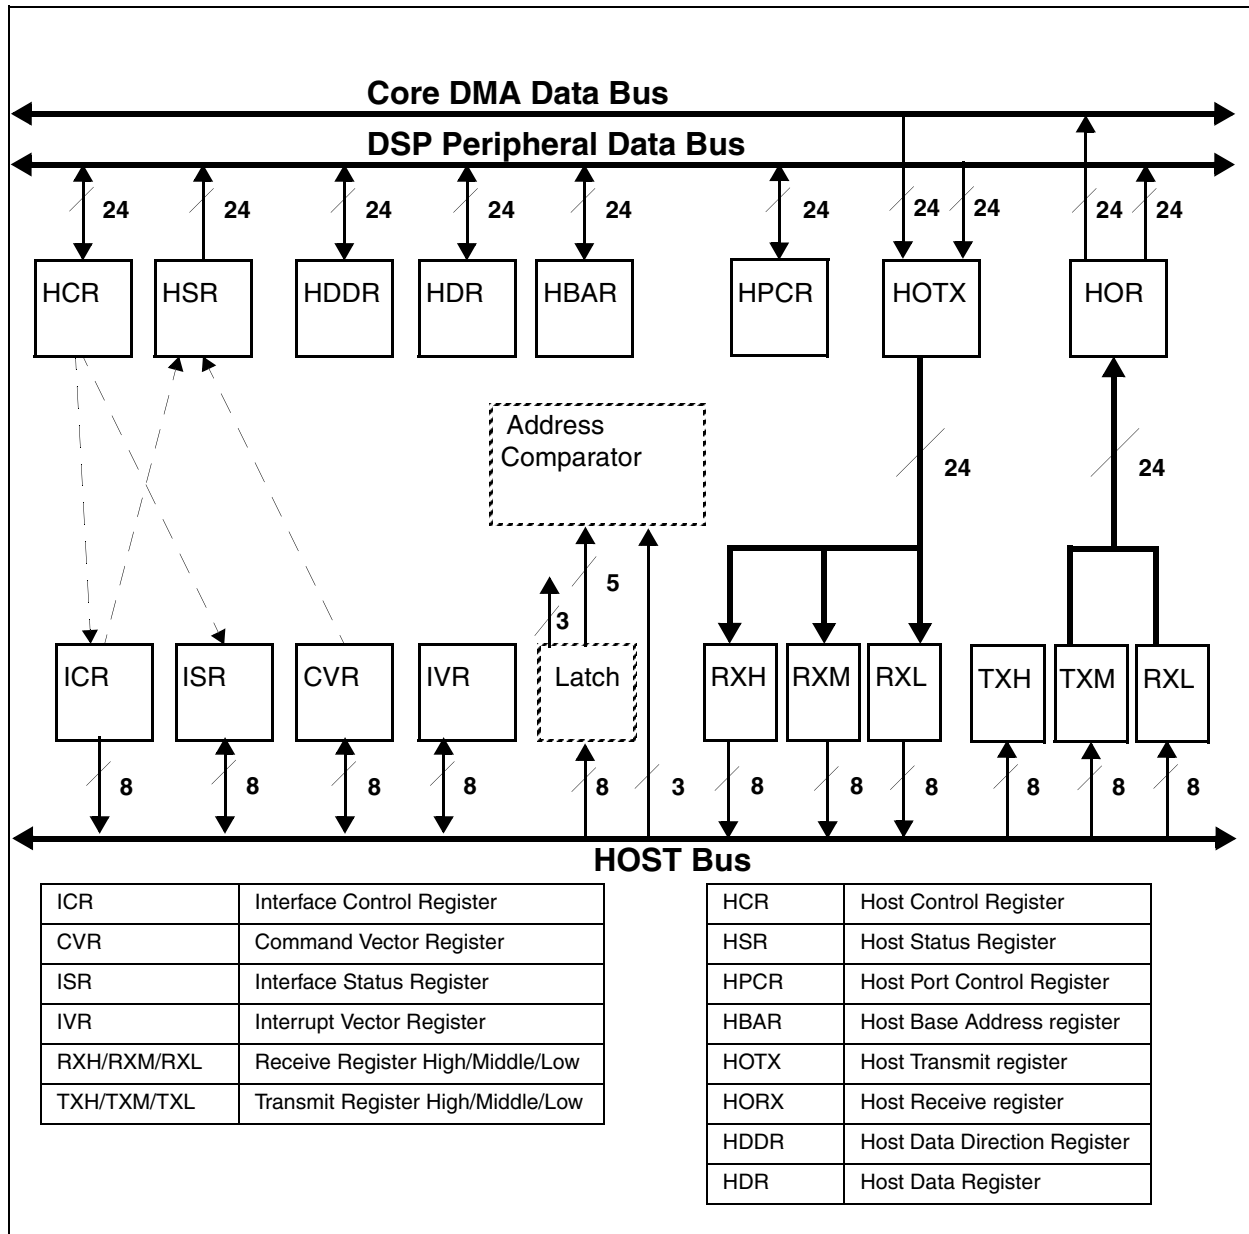 Core DMA Data Bus
DSP Peripheral Data Bus
24 24 24 24 24 24 24 24 24 24
HCR HSR HDDR HDR HBAR HPCR HOTX HOR
Address
Comparator
24 24
5
3
ICR ISR CVR IVR Latch RXH RXM RXL TXH TXM RXL
8 8 8 8 8 3 8 8 8 8 8 8
HOST Bus
ICR Interface Control Register
CVR Command Vector Register
ISR Interface Status Register
IVR Interrupt Vector Register
RXH/RXM/RXL Receive Register High/Middle/Low
TXH/TXM/TXL Transmit Register High/Middle/Low
HCR Host Control Register
HSR Host Status Register
HPCR Host Port Control Register
HBAR Host Base Address register
HOTX Host Transmit register
HORX Host Receive register
HDDR Host Data Direction Register
HDR Host Data Register